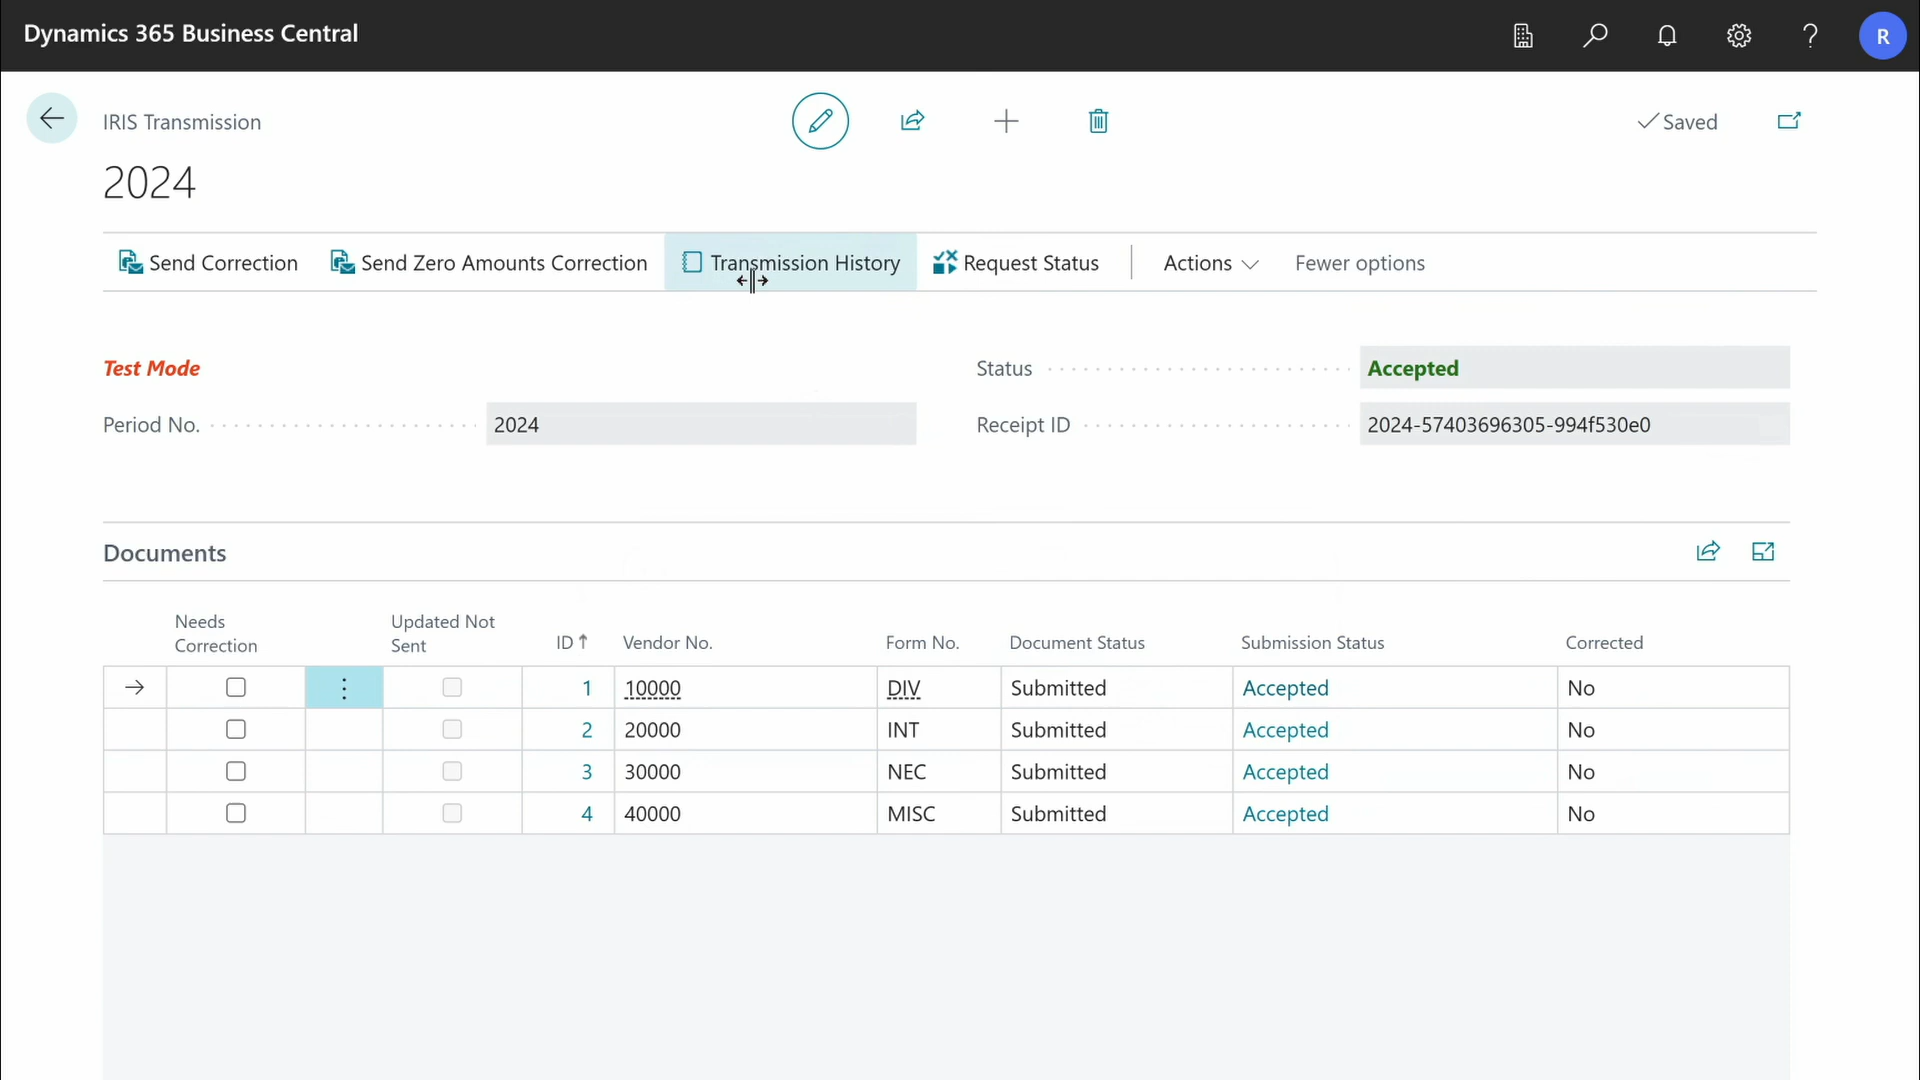 Dynamics 365 Business Central
R
IRIS Transmission
Saved
2024
Send Correction Send Zero Amounts Correction Transmission History Request Status Actions Fewer options
Test Mode
Status Accepted
Period No. 2024
Receipt ID 2024-57403696305-994f530e0
Documents
Needs Correction Updated Not Sent ID↑ Vendor No. Form No. Document Status Submission Status Corrected
1 10000 DIV Submitted Accepted No
2 20000 INT Submitted Accepted No
3 30000 NEC Submitted Accepted No
4 40000 MISC Submitted Accepted No